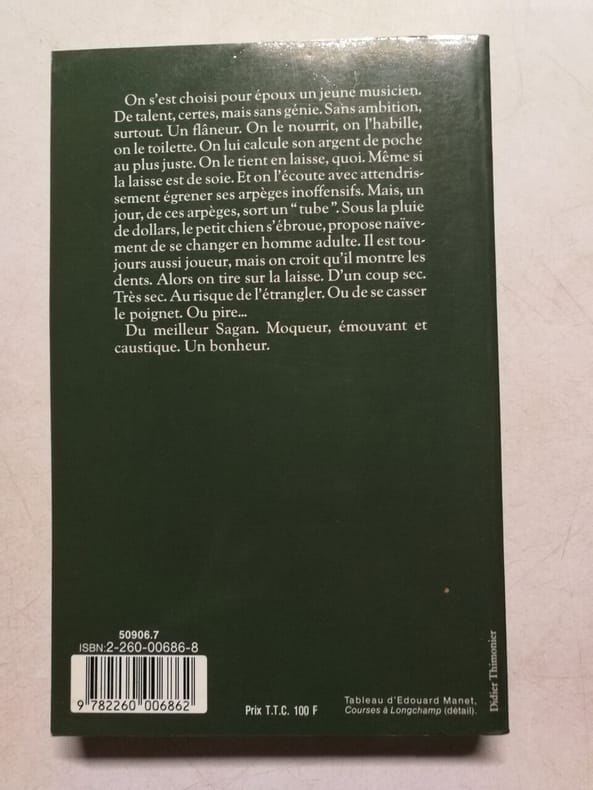 On s'est choisi pour époux un jeune musicien.
De talent, certes, mais sans génie. Sans ambition,
surtout. Un flâneur. On le nourrit, on l'habille,
on le toilette. On lui calcule son argent de poche
au plus juste. On le tient en laisse, quoi. Même si
la laisse est de soie. Et on l'écoute avec attendris-
sement égrener ses arpèges inoffensifs. Mais, un
jour, de ces arpèges, sort un "tube". Sous la pluie
de dollars, le petit chien s'ébroue, propose naïve-
ment de se changer en homme adulte. Il est tou-
jours aussi joueur, mais on croit qu'il montre les
dents. Alors on tire sur la laisse. D'un coup sec.
Très sec. Au risque de l'étrangler. Ou de se casser
le poignet. Ou pire...
Du meilleur Sagan. Moqueur, émouvant et
caustique. Un bonheur.
50906.7
ISBN:2-260-00686-8
9 782260 006862
Prix T.T.C. 100 F
Tableau d'Edouard Manet,
Courses à Longchamp (détail).
Didier Thimonier